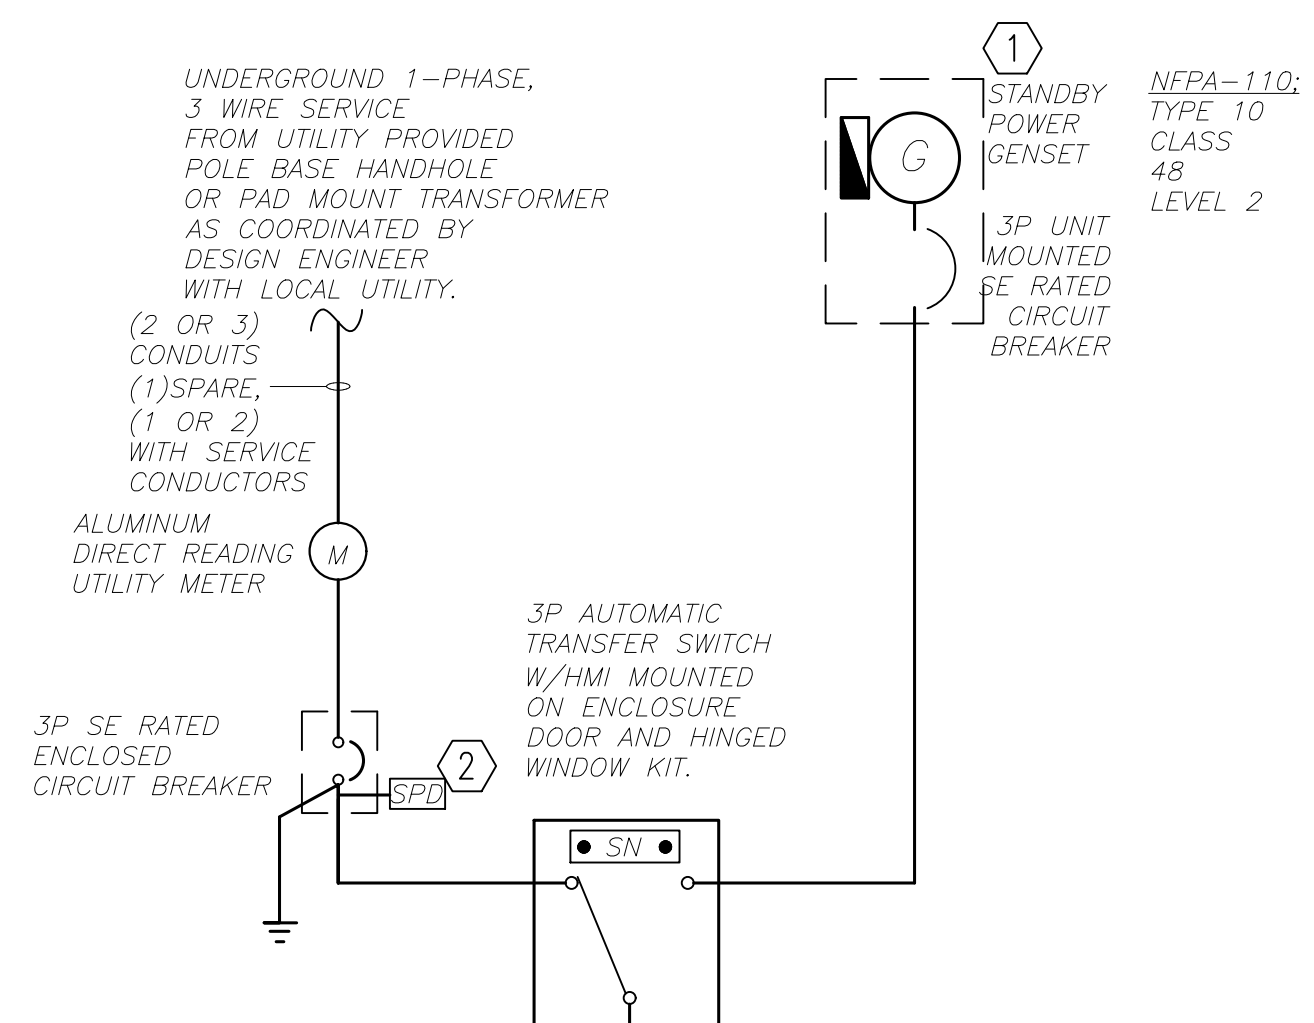 UNDERGROUND 1-PHASE,
3 WIRE SERVICE
FROM UTILITY PROVIDED
POLE BASE HANDHOLE
OR PAD MOUNT TRANSFORMER
AS COORDINATED BY
DESIGN ENGINEER
WITH LOCAL UTILITY.
(2 OR 3)
CONDUITS
(1)SPARE,
(1 OR 2)
WITH SERVICE
CONDUCTORS
ALUMINUM
DIRECT READING
UTILITY METER
M
3P SE RATED
ENCLOSED
CIRCUIT BREAKER
SPD
2
3P AUTOMATIC
TRANSFER SWITCH
W/HMI MOUNTED
ON ENCLOSURE
DOOR AND HINGED
WINDOW KIT.
SN
1
G
STANDBY
POWER
GENSET
3P UNIT
MOUNTED
SE RATED
CIRCUIT
BREAKER
NFPA-110;
TYPE 10
CLASS
48
LEVEL 2